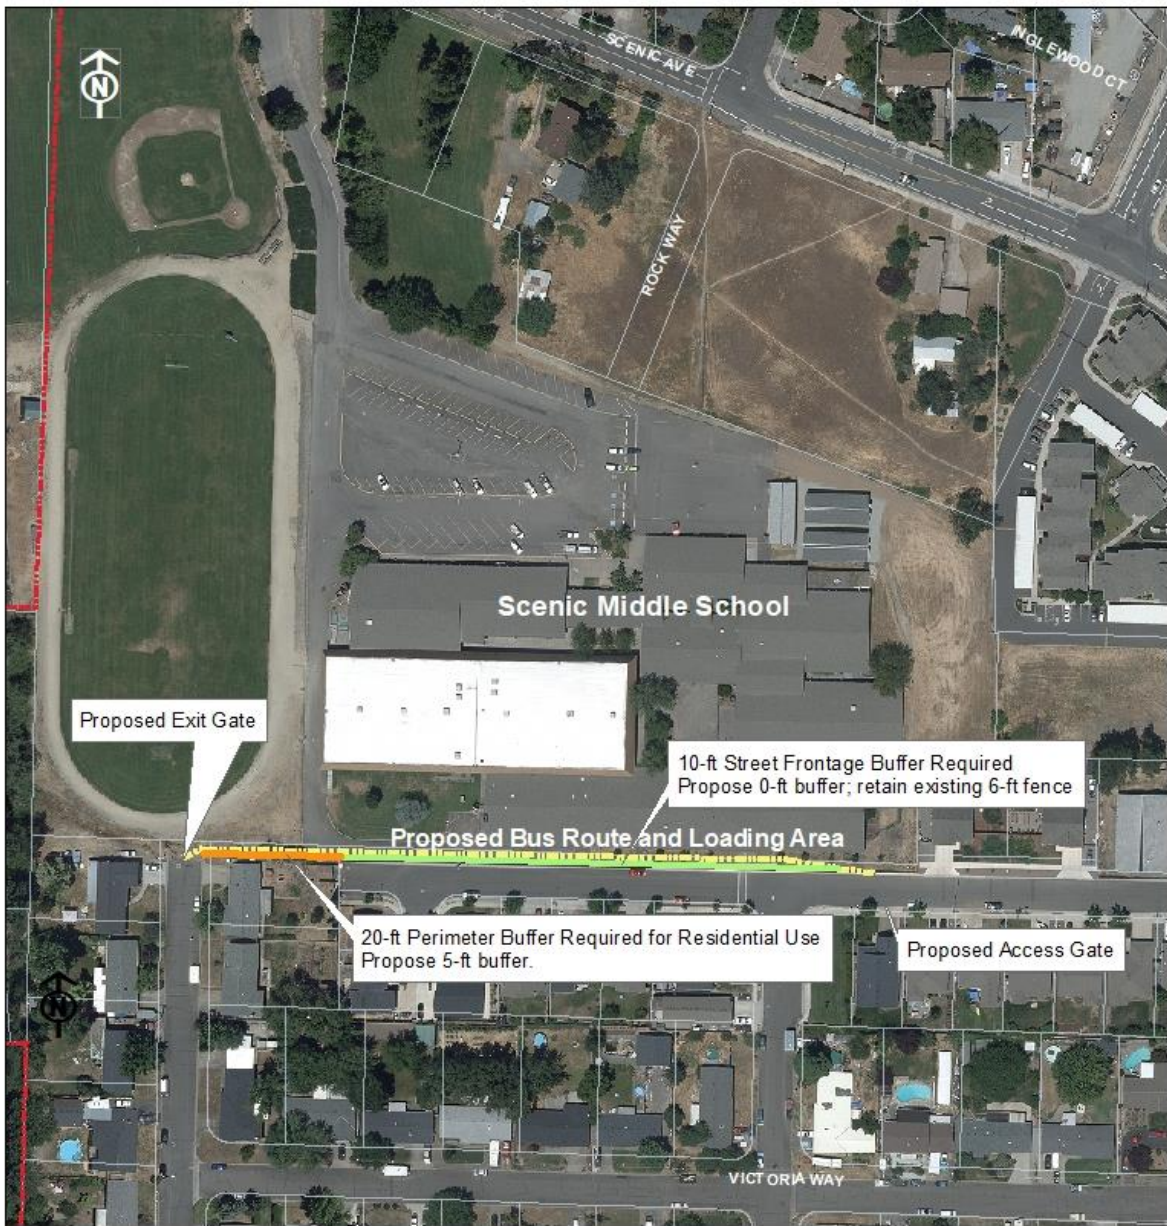 N
SCENIC AVE
INGLEWOOD CT
ROCK WAY
Scenic Middle School
Proposed Exit Gate
10-ft Street Frontage Buffer Required
Propose 0-ft buffer; retain existing 6-ft fence
Proposed Bus Route and Loading Area
20-ft Perimeter Buffer Required for Residential Use
Propose 5-ft buffer.
Proposed Access Gate
N
VICTORIA WAY